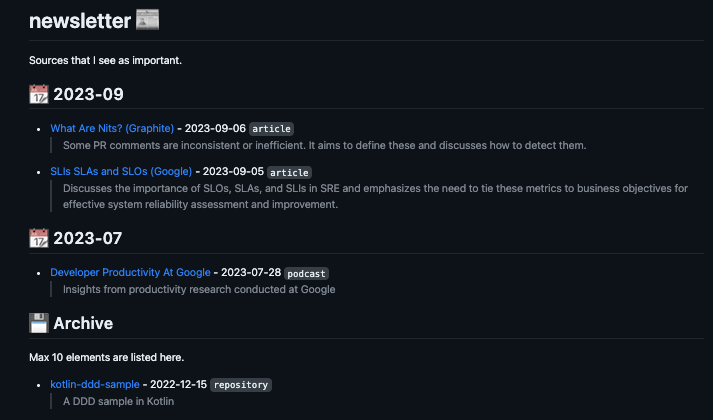 newsletter 📰
Sources that I see as important.
📆 2023-09
• What Are Nits? (Graphite) - 2023-09-06 article
Some PR comments are inconsistent or inefficient. It aims to define these and discusses how to detect them.
• SLIs SLAs and SLOs (Google) - 2023-09-05 article
Discusses the importance of SLOs, SLAs, and SLIs in SRE and emphasizes the need to tie these metrics to business objectives for
effective system reliability assessment and improvement.
📆 2023-07
• Developer Productivity At Google - 2023-07-28 podcast
Insights from productivity research conducted at Google
💾 Archive
Max 10 elements are listed here.
• kotlin-ddd-sample - 2022-12-15 repository
A DDD sample in Kotlin